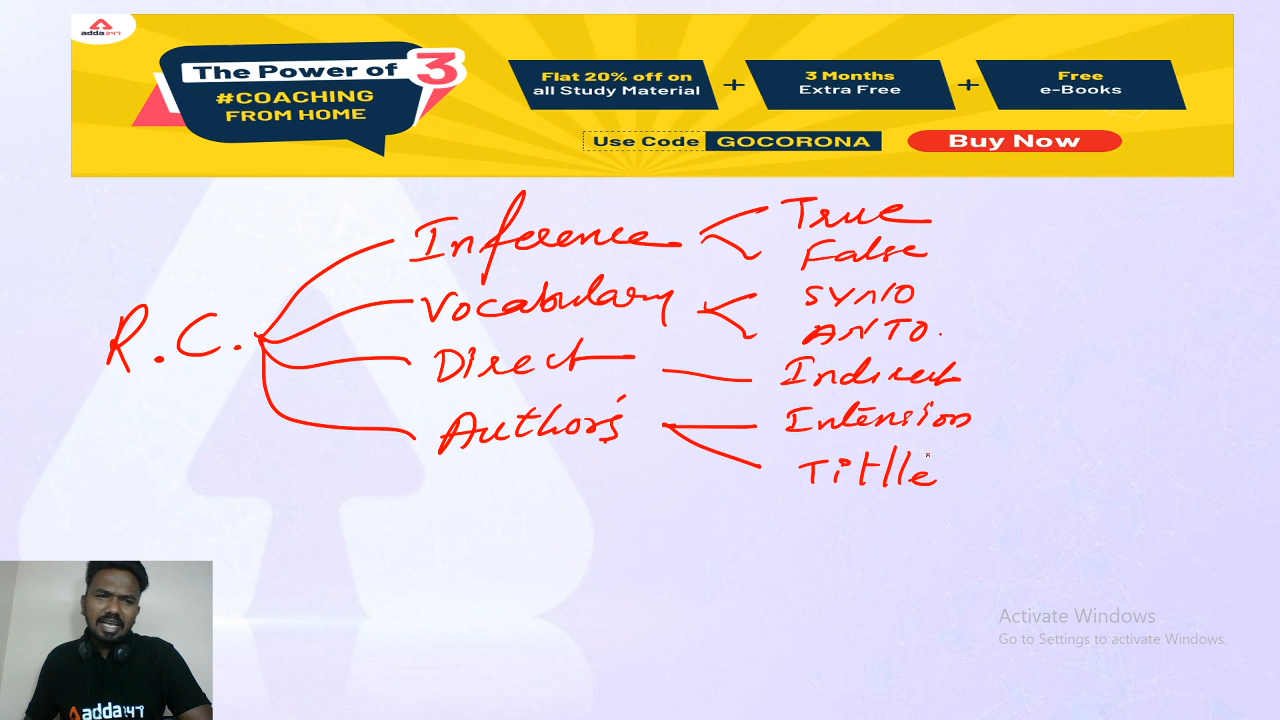 adda247
The Power of 3
#COACHING
FROM HOME
Flat 20% off on
all Study Material
+
3 Months
Extra Free
+
Free
e-Books
Use Code GOCORONA
Buy Now
R.C.
Inference
True
False
Vocabulary
SYNO
ANTO.
Direct
Indirect
Author's
Intension
Titlle
Activate Windows
Go to Settings to activate Windows.
adda247